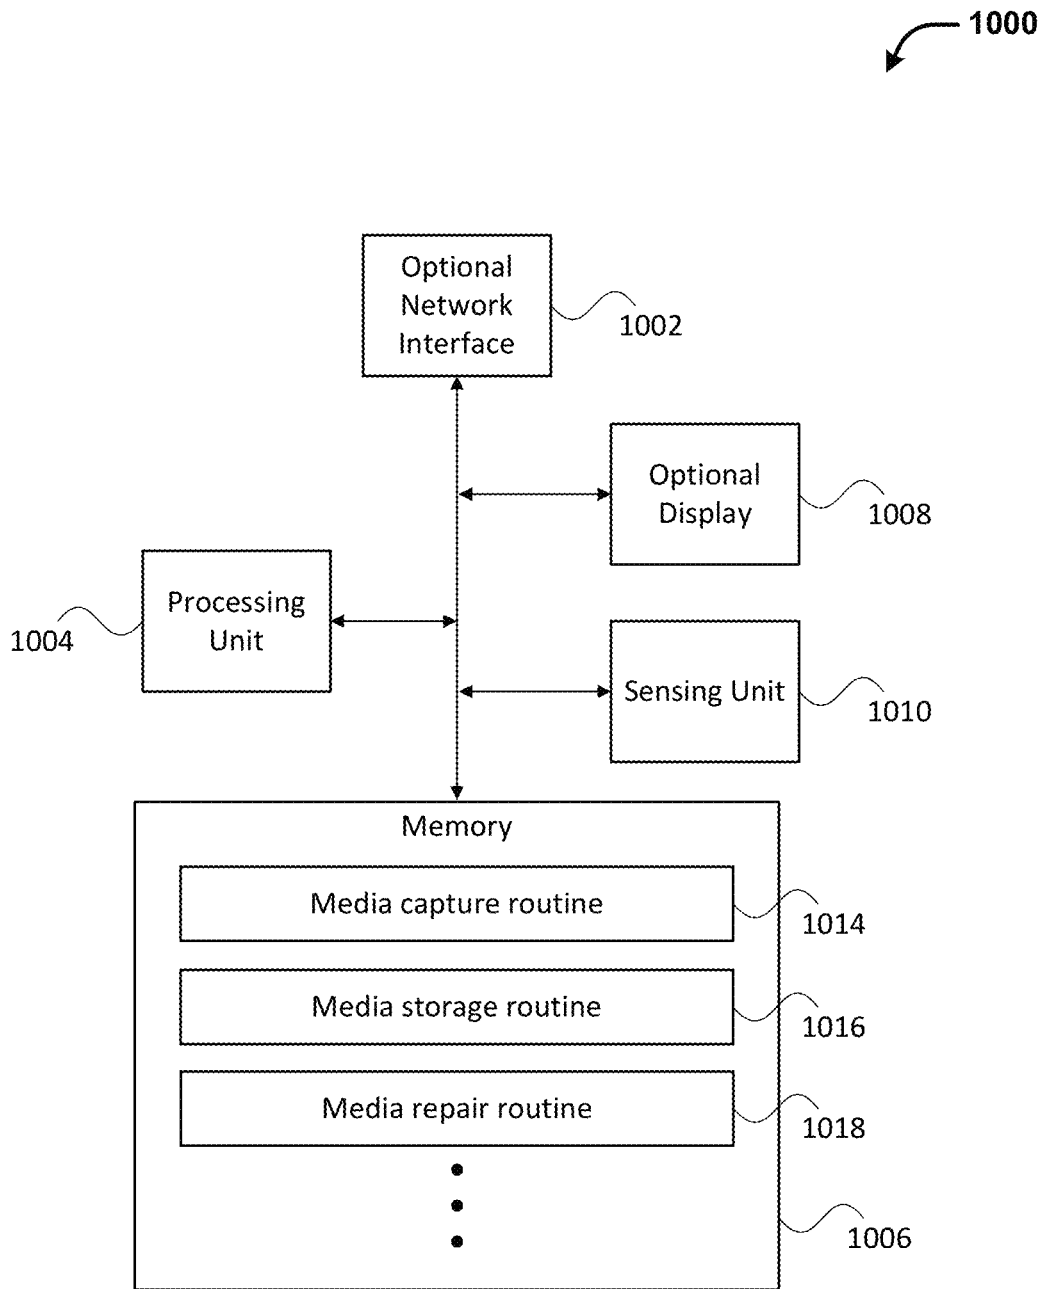 1000
Optional
Network
Interface
1002
Optional
Display
1008
Processing
Unit
1004
Sensing Unit
1010
Memory
Media capture routine
1014
Media storage routine
1016
Media repair routine
1018
1006